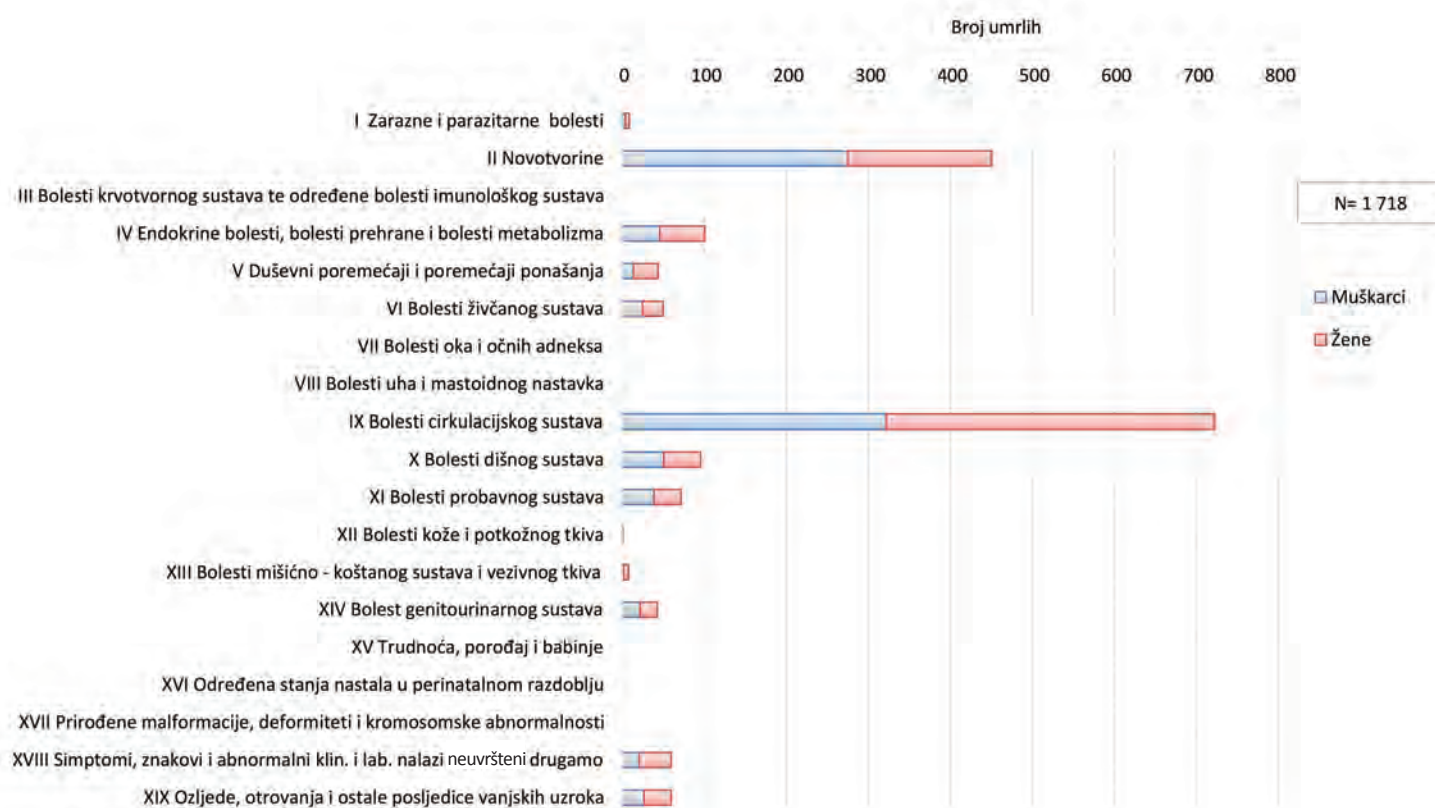 Broj umrlih
0 100 200 300 400 500 600 700 800
I Zarazne i parazitarne bolesti
II Novotvorine
III Bolesti krvotvornog sustava te određene bolesti imunološkog sustava
N= 1 718
IV Endokrine bolesti, bolesti prehrane i bolesti metabolizma
V Duševni poremećaji i poremećaji ponašanja
VI Bolesti živčanog sustava
Muškarci
Žene
VII Bolesti oka i očnih adneksa
VIII Bolesti uha i mastoidnog nastavka
IX Bolesti cirkulacijskog sustava
X Bolesti dišnog sustava
XI Bolesti probavnog sustava
XII Bolesti kože i potkožnog tkiva
XIII Bolesti mišićno - koštanog sustava i vezivnog tkiva
XIV Bolest genitourinarnog sustava
XV Trudnoća, porođaj i babinje
XVI Određena stanja nastala u perinatalnom razdoblju
XVII Prirođene malformacije, deformiteti i kromosomske abnormalnosti
XVIII Simptomi, znakovi i abnormalni klin. i lab. nalazi neuvršteni drugamo
XIX Ozljede, otrovanja i ostale posljedice vanjskih uzroka